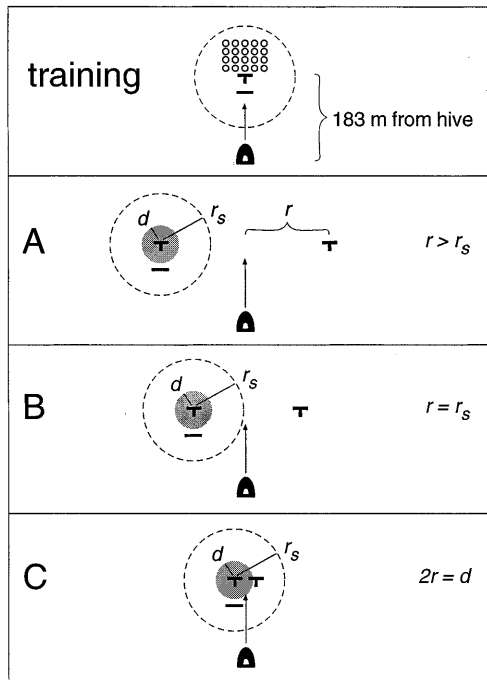 training
183 m from hive
A
d
r_s
r
r > r_s
B
d
r_s
r = r_s
C
d
r_s
2r = d